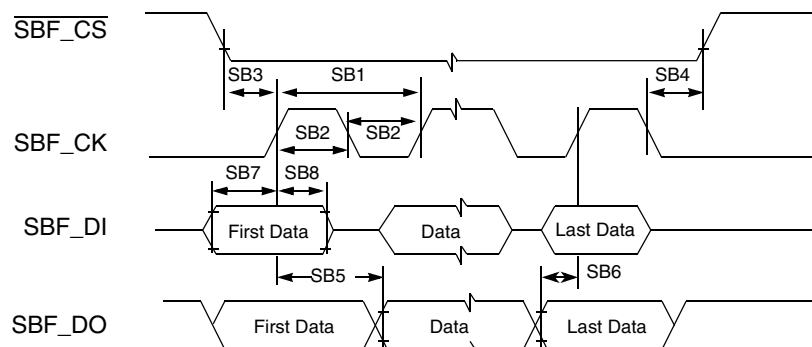 SBF_CS
SB3
SB1
SB4
SBF_CK
SB2
SB2
SB7
SB8
SBF_DI
First Data
Data
Last Data
SB5
SB6
SBF_DO
First Data
Data
Last Data